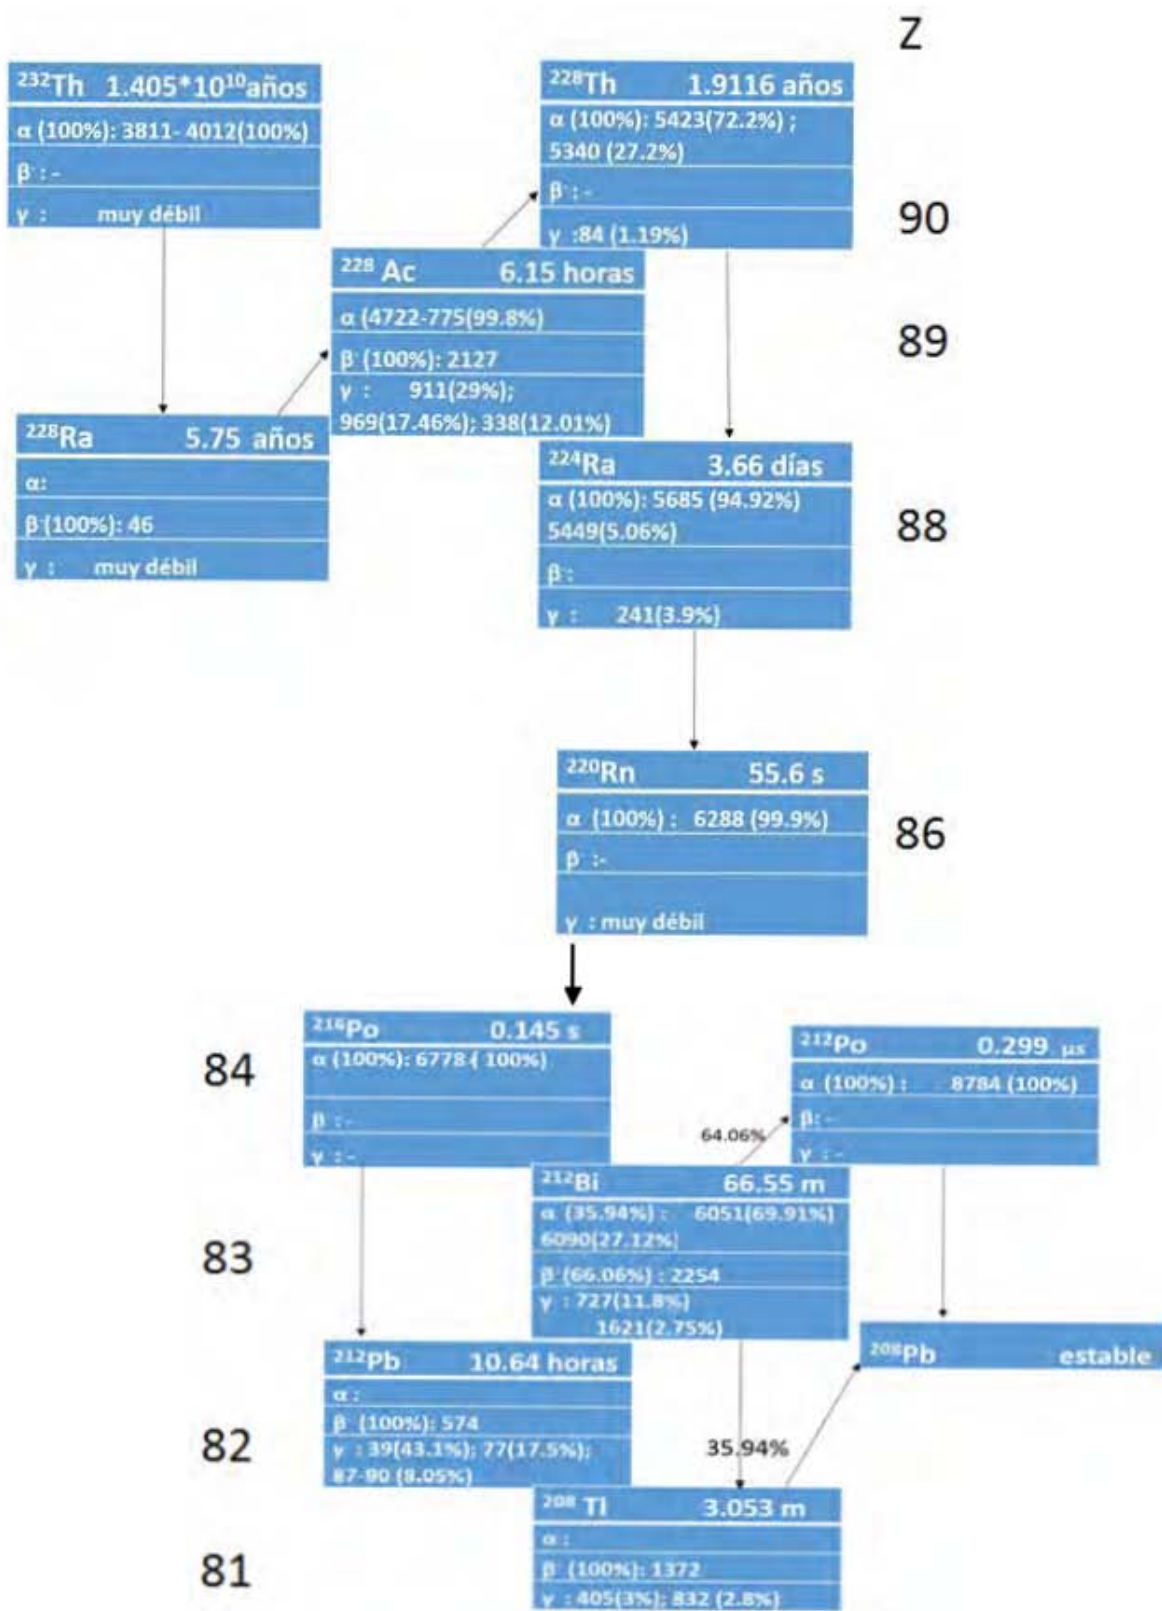 Z
²³²Th 1.405*10¹⁰años
α (100%): 3811- 4012(100%)
β⁻: -
γ : muy débil
²²⁸Th 1.9116 años
α (100%): 5423(72.2%) ;
5340 (27.2%)
β⁻: -
γ :84 (1.19%)
90
²²⁸ Ac 6.15 horas
α (4722-775(99.8%)
β⁻(100%): 2127
γ : 911(29%);
969(17.46%); 338(12.01%)
89
²²⁸Ra 5.75 años
α:
β⁻(100%): 46
γ : muy débil
²²⁴Ra 3.66 días
α (100%): 5685 (94.92%)
5449(5.06%)
β⁻:
γ : 241(3.9%)
88
²²⁰Rn 55.6 s
α (100%) : 6288 (99.9%)
β⁻ :-
γ : muy débil
86
84
²¹⁶Po 0.145 s
α (100%): 6778 ( 100%)
β⁻ : -
γ : -
²¹²Po 0.299 µs
α (100%) : 8784 (100%)
β: -
γ : -
64.06%
83
²¹²Bi 66.55 m
α (35.94%) : 6051(69.91%)
6090(27.12%)
β⁻(66.06%) : 2254
γ : 727(11.8%)
1621(2.75%)
²⁰⁸Pb estable
82
²¹²Pb 10.64 horas
α :
β⁻ (100%): 574
γ : 39(43.1%); 77(17.5%);
87-90 (8.05%)
35.94%
81
²⁰⁸ Tl 3.053 m
α :
β⁻ (100%): 1372
γ : 405(3%); 832 (2.8%)